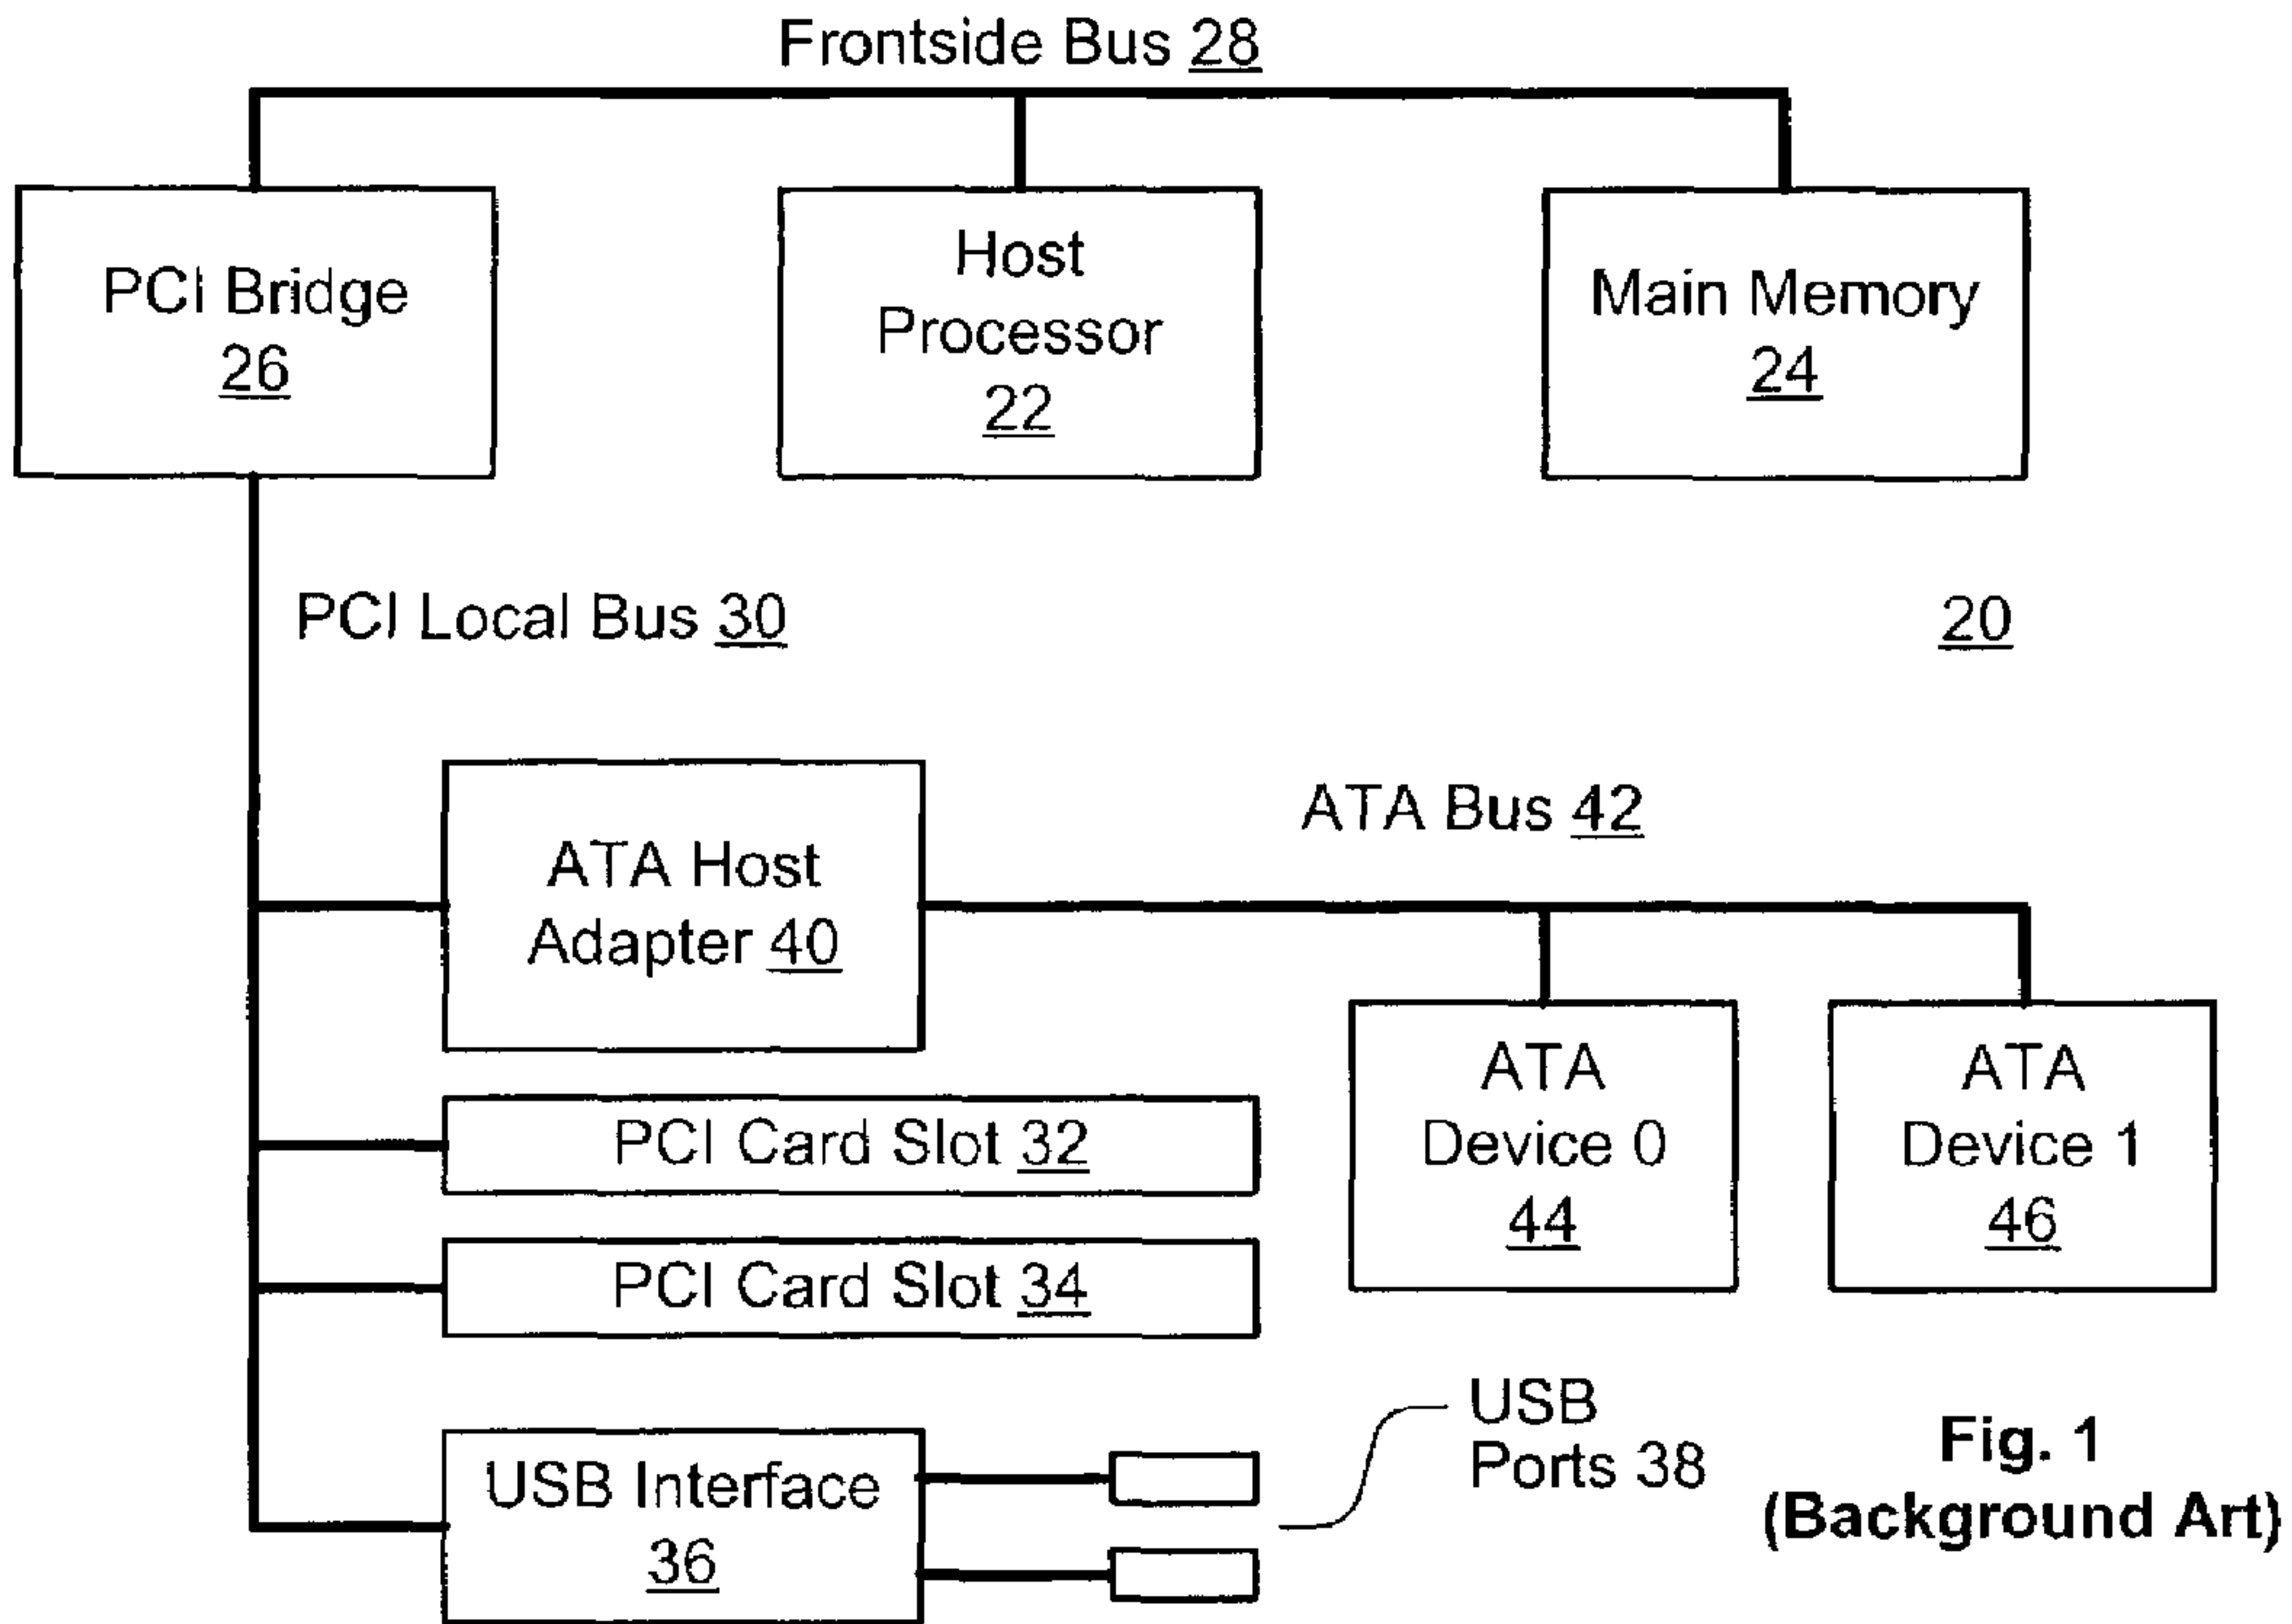 Frontside Bus 28
PCI Bridge
26
Host
Processor
22
Main Memory
24
PCI Local Bus 30
20
ATA Host
Adapter 40
ATA Bus 42
ATA
Device 0
44
ATA
Device 1
46
PCI Card Slot 32
PCI Card Slot 34
USB Interface
36
USB
Ports 38
Fig. 1
(Background Art)